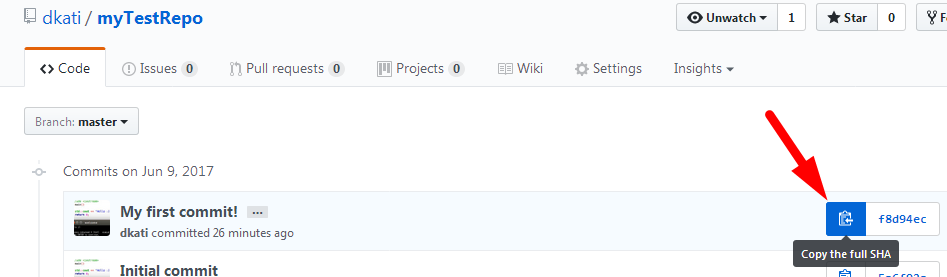 dkati / myTestRepo
Unwatch 1 Star 0
Code Issues 0 Pull requests 0 Projects 0 Wiki Settings Insights
Branch: master
Commits on Jun 9, 2017
My first commit! …
dkati committed 26 minutes ago
f8d94ec
Copy the full SHA
Initial commit